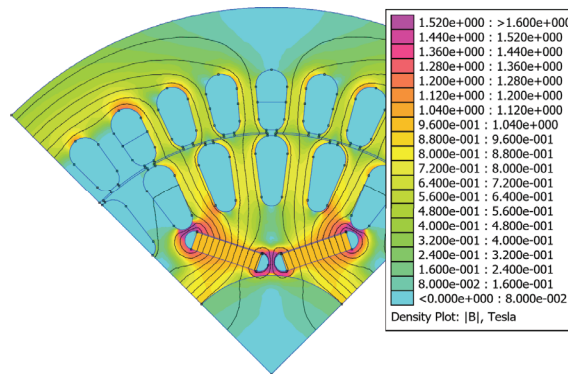 1.520e+000 : >1.600e+000
1.440e+000 : 1.520e+000
1.360e+000 : 1.440e+000
1.280e+000 : 1.360e+000
1.200e+000 : 1.280e+000
1.120e+000 : 1.200e+000
1.040e+000 : 1.120e+000
9.600e-001 : 1.040e+000
8.800e-001 : 9.600e-001
8.000e-001 : 8.800e-001
7.200e-001 : 8.000e-001
6.400e-001 : 7.200e-001
5.600e-001 : 6.400e-001
4.800e-001 : 5.600e-001
4.000e-001 : 4.800e-001
3.200e-001 : 4.000e-001
2.400e-001 : 3.200e-001
1.600e-001 : 2.400e-001
8.000e-002 : 1.600e-001
<0.000e+000 : 8.000e-002
Density Plot: |B|, Tesla